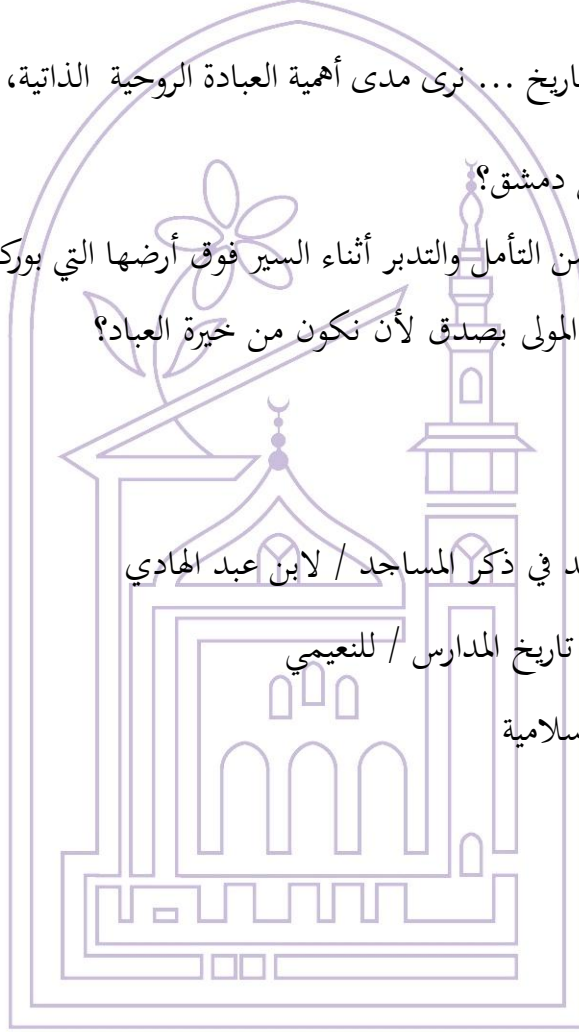 اريخ ... نرى مدى أهمية العبادة الروحية الذاتية،
دمشق؟
من التأمل والتدبر أثناء السير فوق أرضها التي بورك
المولى بصدق لأن نكون من خيرة العباد؟
د في ذكر المساجد / لابن عبد الهادي
تاريخ المدارس / للنعيمي
سلامية